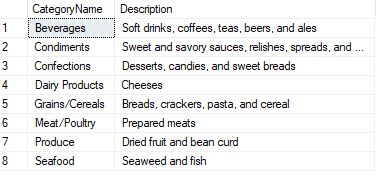 CategoryName Description
1 Beverages Soft drinks, coffees, teas, beers, and ales
2 Condiments Sweet and savory sauces, relishes, spreads, and ...
3 Confections Desserts, candies, and sweet breads
4 Dairy Products Cheeses
5 Grains/Cereals Breads, crackers, pasta, and cereal
6 Meat/Poultry Prepared meats
7 Produce Dried fruit and bean curd
8 Seafood Seaweed and fish